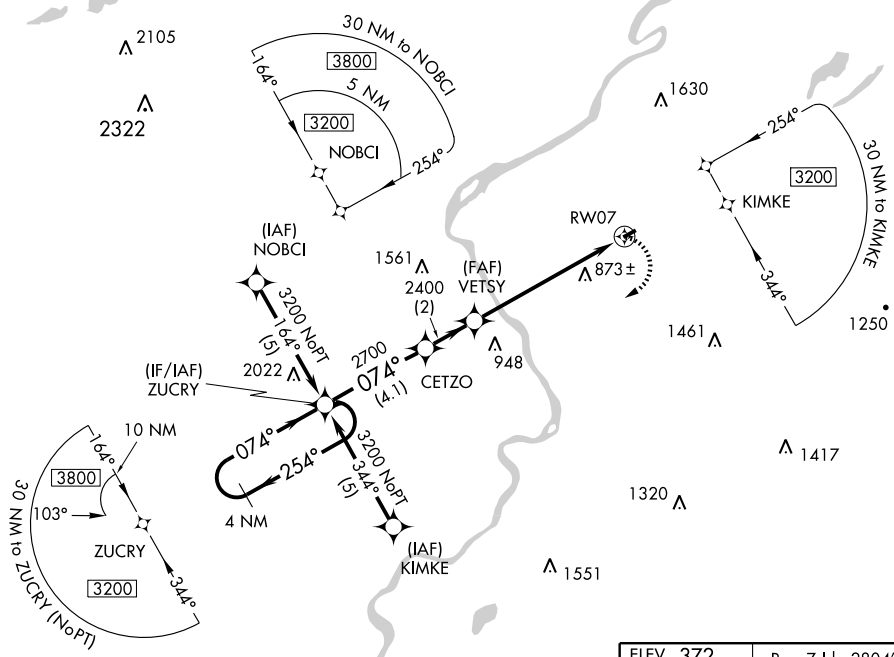 2105
2322
30 NM to NOBCI
3800
164°
5 NM
3200
NOBCI
254°
1630
254°
30 NM to KIMKE
3200
KIMKE
344°
RW07
(IAF)
NOBCI
1561
(FAF)
VETSY
873±
2400
(2)
3200 NoPT
164°
(5)
1250
1461
2022
2700
074°
(4.1)
948
CETZO
(IF/IAF)
ZUCRY
074°
254°
3200 NoPT
344°
(5)
10 NM
164°
3800
103°
4 NM
1417
1320
30 NM to ZUCRY (NoPT)
ZUCRY
3200
344°
(IAF)
KIMKE
1551
ELEV 372